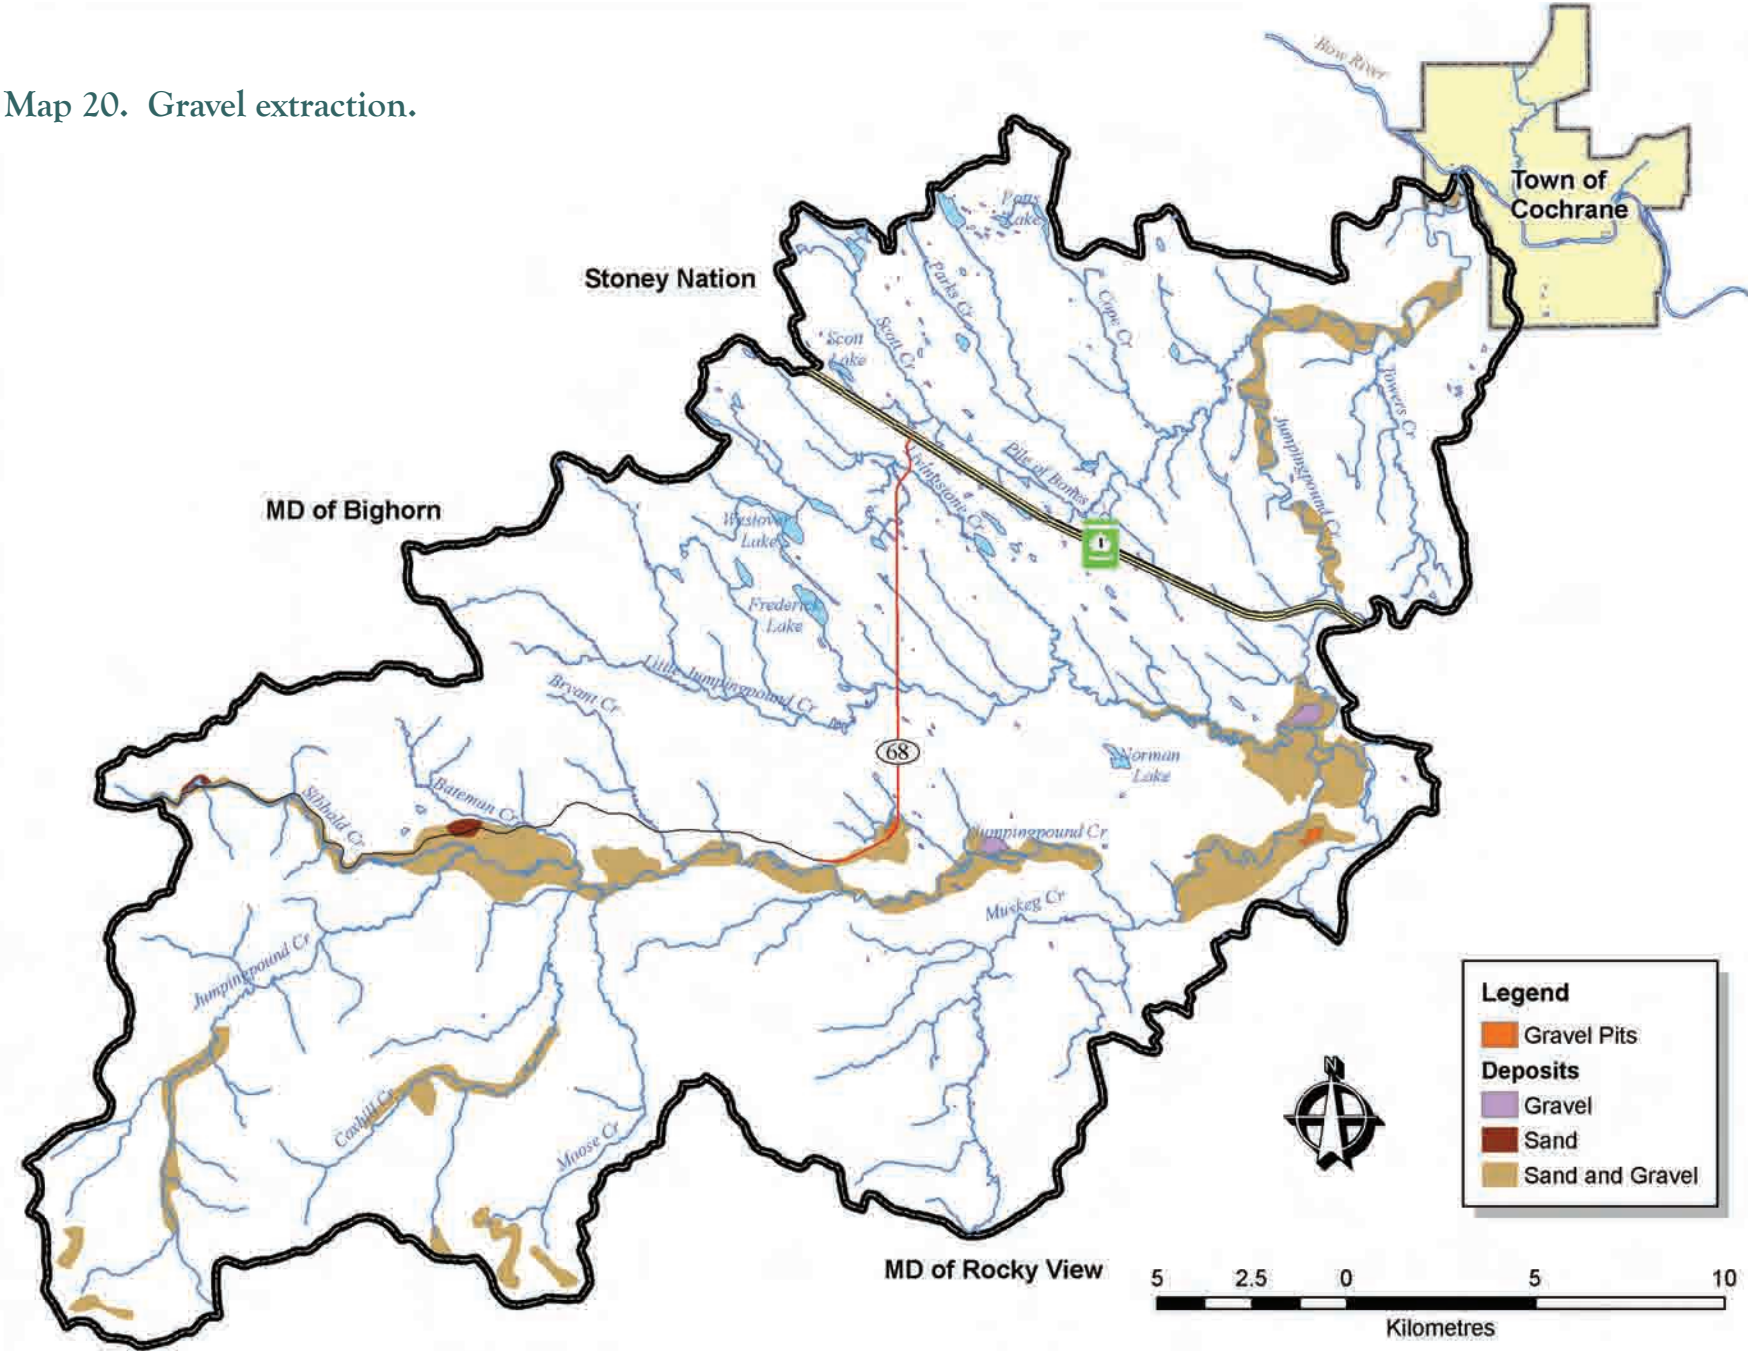 Map 20. Gravel extraction.
Bow River
Town of
Cochrane
Potts
Lake
Stoney Nation
Parks Cr
Cope Cr
Scott Cr
Scott
Lake
Towers Cr
Jumpingpound Cr
Pile of Bones
Livingstone Cr
1
MD of Bighorn
Westover
Lake
Frederick
Lake
Little Jumpingpound Cr
Bryant Cr
68
Norman
Lake
Sibbald Cr
Bateman Cr
Jumpingpound Cr
Muskeg Cr
Jumpingpound Cr
Coxhill Cr
Moose Cr
MD of Rocky View
Legend
Gravel Pits
Deposits
Gravel
Sand
Sand and Gravel
N
5 2.5 0 5 10
Kilometres